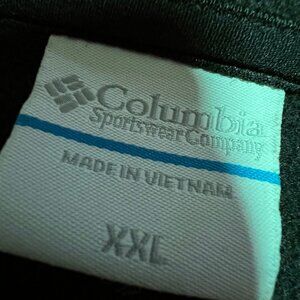 Columbia
Sportswear Company
MADE IN VIETNAM
XXL